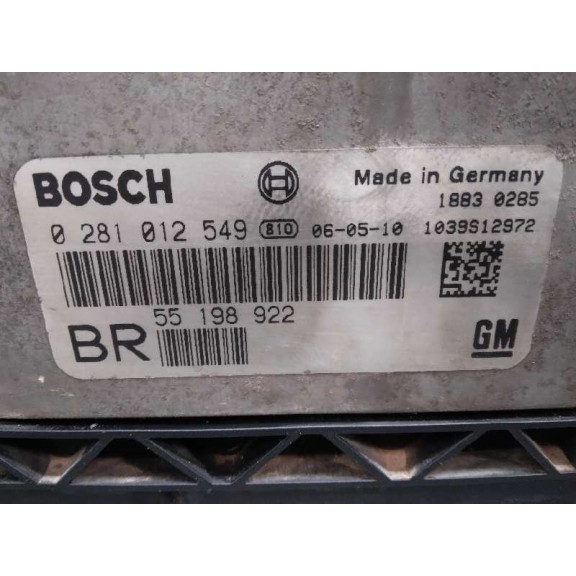 BOSCH
Made in Germany
1883 0285
0 281 012 549 810 06-05-10 1039S12972
55 198 922
BR
GM